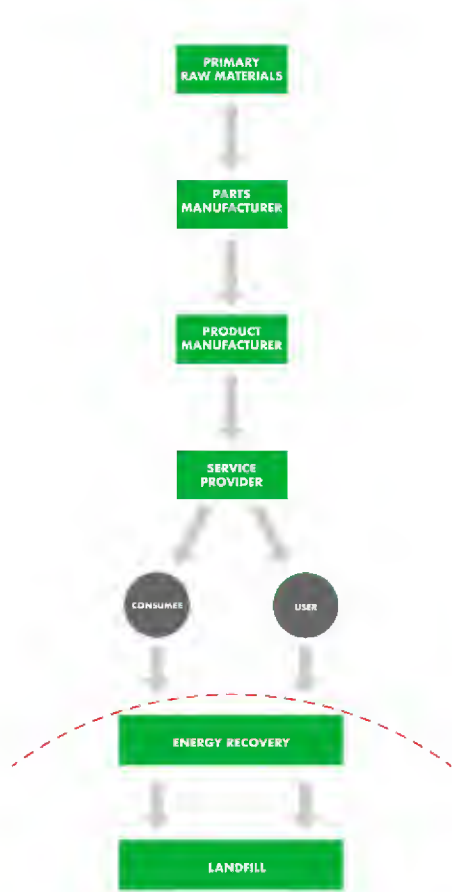 PRIMARY
RAW MATERIALS
PARTS
MANUFACTURER
PRODUCT
MANUFACTURER
SERVICE
PROVIDER
CONSUMER
USER
ENERGY RECOVERY
LANDFILL